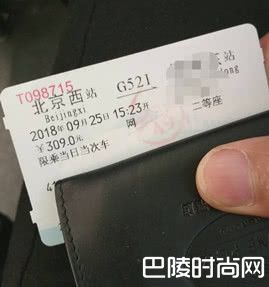 T098715
北京西站 G521 站
Beijingxi ong
2018年09月25日15:23开
¥309.0元 网 二等座
限乘当日当次车
巴陵时尚网